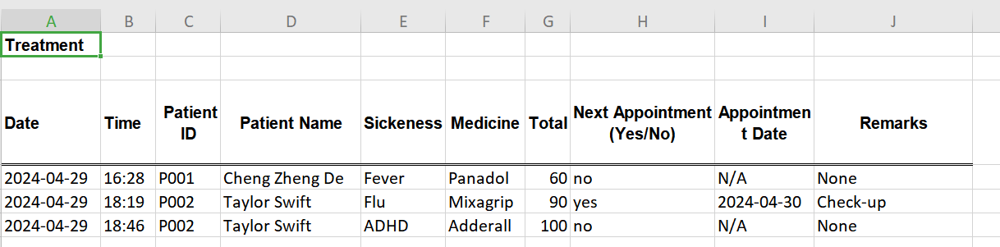 A B C D E F G H I J
Treatment
Date Time Patient ID Patient Name Sickeness Medicine Total Next Appointment (Yes/No) Appointment Date Remarks
2024-04-29 16:28 P001 Cheng Zheng De Fever Panadol 60 no N/A None
2024-04-29 18:19 P002 Taylor Swift Flu Mixagrip 90 yes 2024-04-30 Check-up
2024-04-29 18:46 P002 Taylor Swift ADHD Adderall 100 no N/A None